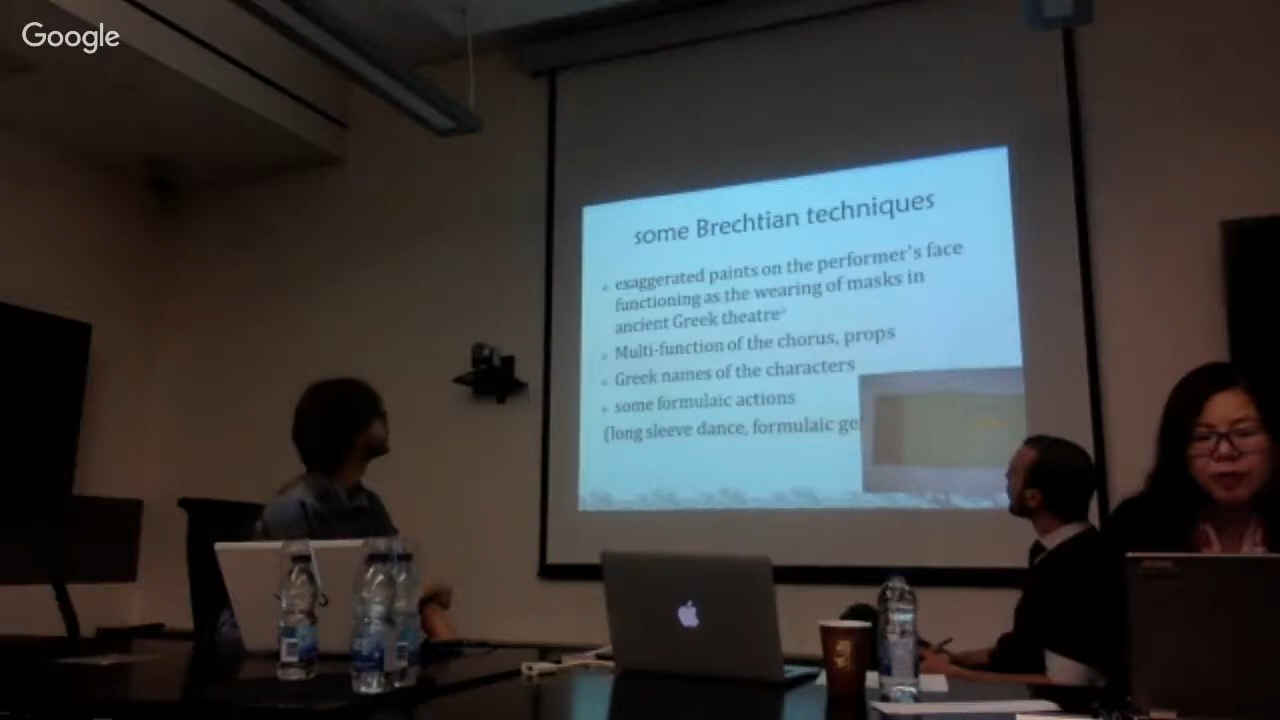 Google
some Brechtian techniques
exaggerated paints on the performer's face
functioning as the wearing of masks in
ancient Greek theatre
Multi-function of the chorus, props
Greek names of the characters
some formulaic actions
(long sleeve dance, formulaic ge